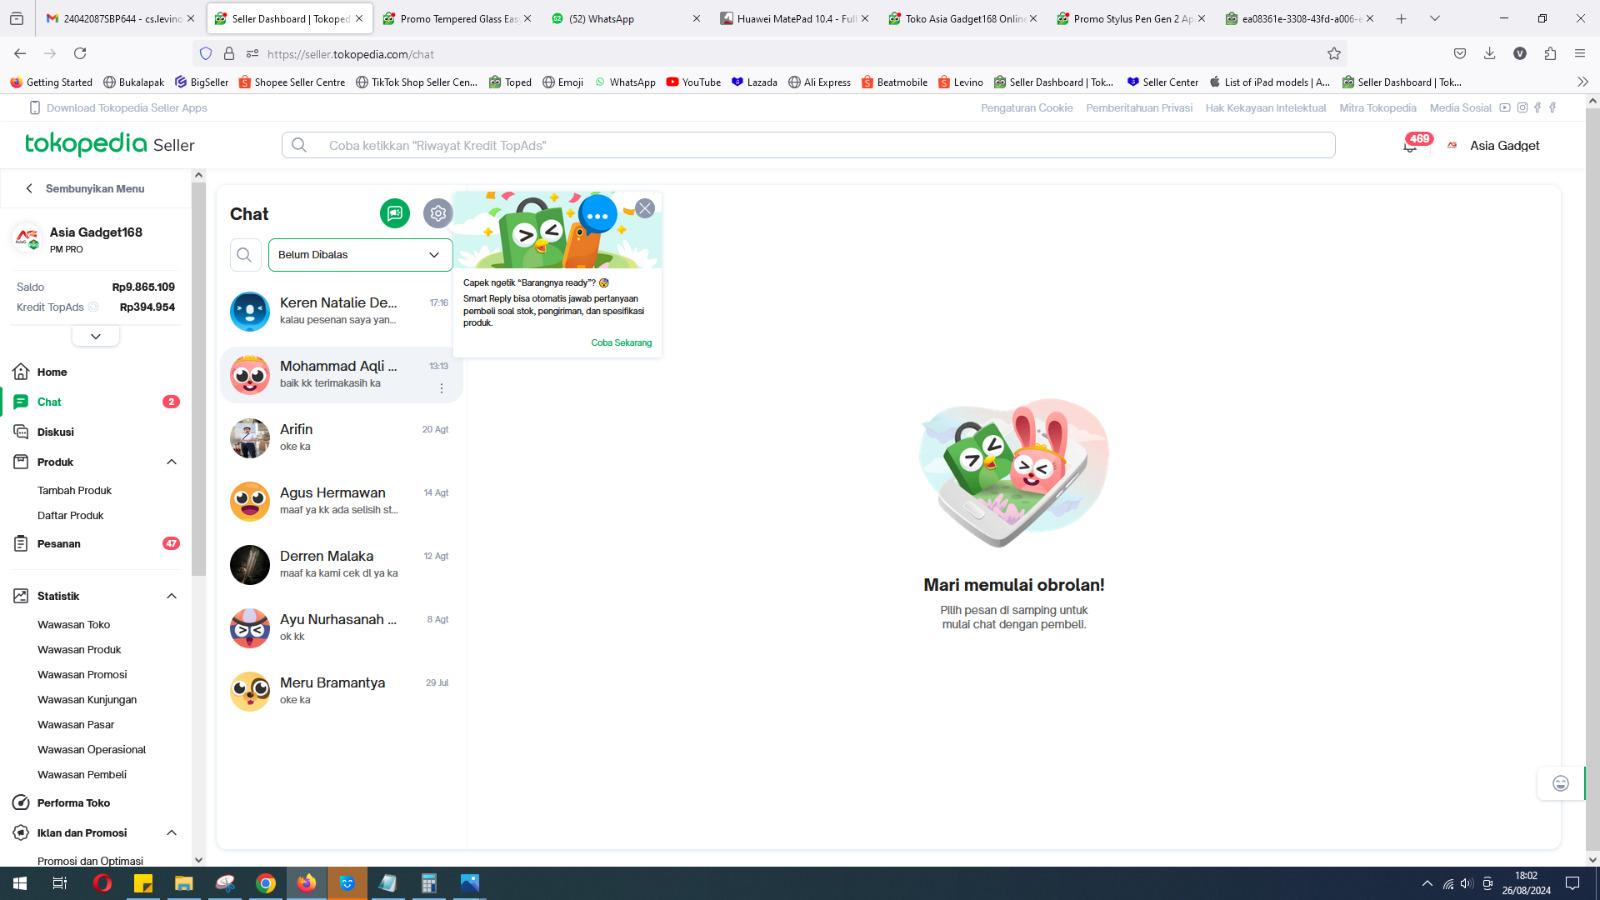 24042087SBP644 - cs.levino
Seller Dashboard | Tokoped
Promo Tempered Glass Eas
(52) WhatsApp
Huawei MatePad 10.4 - Full
Toko Asia Gadget168 Online
Promo Stylus Pen Gen 2 Ap
ea08361e-3308-43fd-a006-e
https://seller.tokopedia.com/chat
Getting Started
Bukalapak
BigSeller
Shopee Seller Centre
TikTok Shop Seller Cen...
Toped
Emoji
WhatsApp
YouTube
Lazada
Ali Express
Beatmobile
Levino
Seller Dashboard | Tok...
Seller Center
List of iPad models | A...
Seller Dashboard | Tok...
Download Tokopedia Seller Apps
Pengaturan Cookie
Pemberitahuan Privasi
Hak Kekayaan Intelektual
Mitra Tokopedia
Media Sosial
tokopedia Seller
Coba ketikkan "Riwayat Kredit TopAds"
469
Asia Gadget
Sembunyikan Menu
Asia Gadget168
PM PRO
Saldo Rp9.865.109
Kredit TopAds Rp394.954
Home
Chat 2
Diskusi
Produk
Tambah Produk
Daftar Produk
Pesanan 47
Statistik
Wawasan Toko
Wawasan Produk
Wawasan Promosi
Wawasan Kunjungan
Wawasan Pasar
Wawasan Operasional
Wawasan Pembeli
Performa Toko
Iklan dan Promosi
Promosi dan Optimasi
Chat
Belum Dibalas
Keren Natalie De... 17:16
kalau pesenan saya yan...
Mohammad Aqli ... 13:13
baik kk terimakasih ka
Arifin 20 Agt
oke ka
Agus Hermawan 14 Agt
maaf ya kk ada selisih st...
Derren Malaka 12 Agt
maaf ka kami cek dl ya ka
Ayu Nurhasanah ... 8 Agt
ok kk
Meru Bramantya 29 Jul
oke ka
Capek ngetik “Barangnya ready”? 🤯
Smart Reply bisa otomatis jawab pertanyaan
pembeli soal stok, pengiriman, dan spesifikasi
produk.
Coba Sekarang
Mari memulai obrolan!
Pilih pesan di samping untuk
mulai chat dengan pembeli.
18:02
26/08/2024